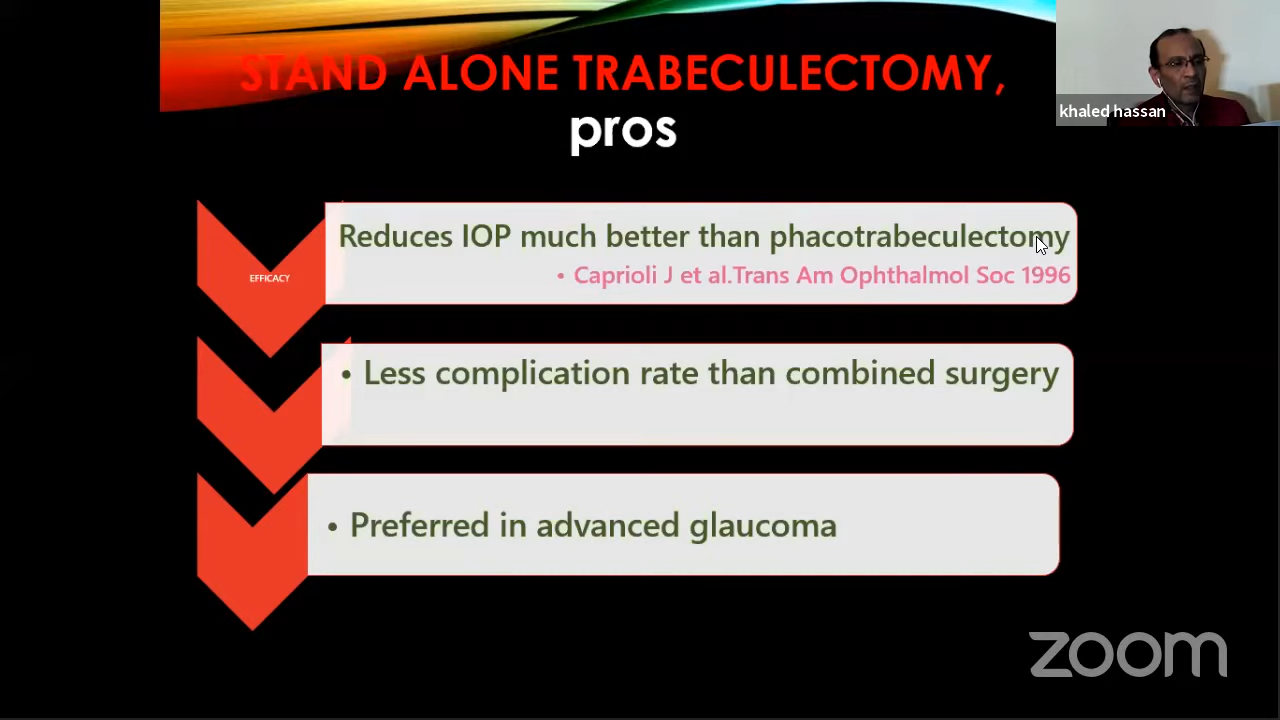 STAND ALONE TRABECULECTOMY,
pros
khaled hassan
EFFICACY
Reduces IOP much better than phacotrabeculectomy
• Caprioli J et al.Trans Am Ophthalmol Soc 1996
• Less complication rate than combined surgery
• Preferred in advanced glaucoma
zoom